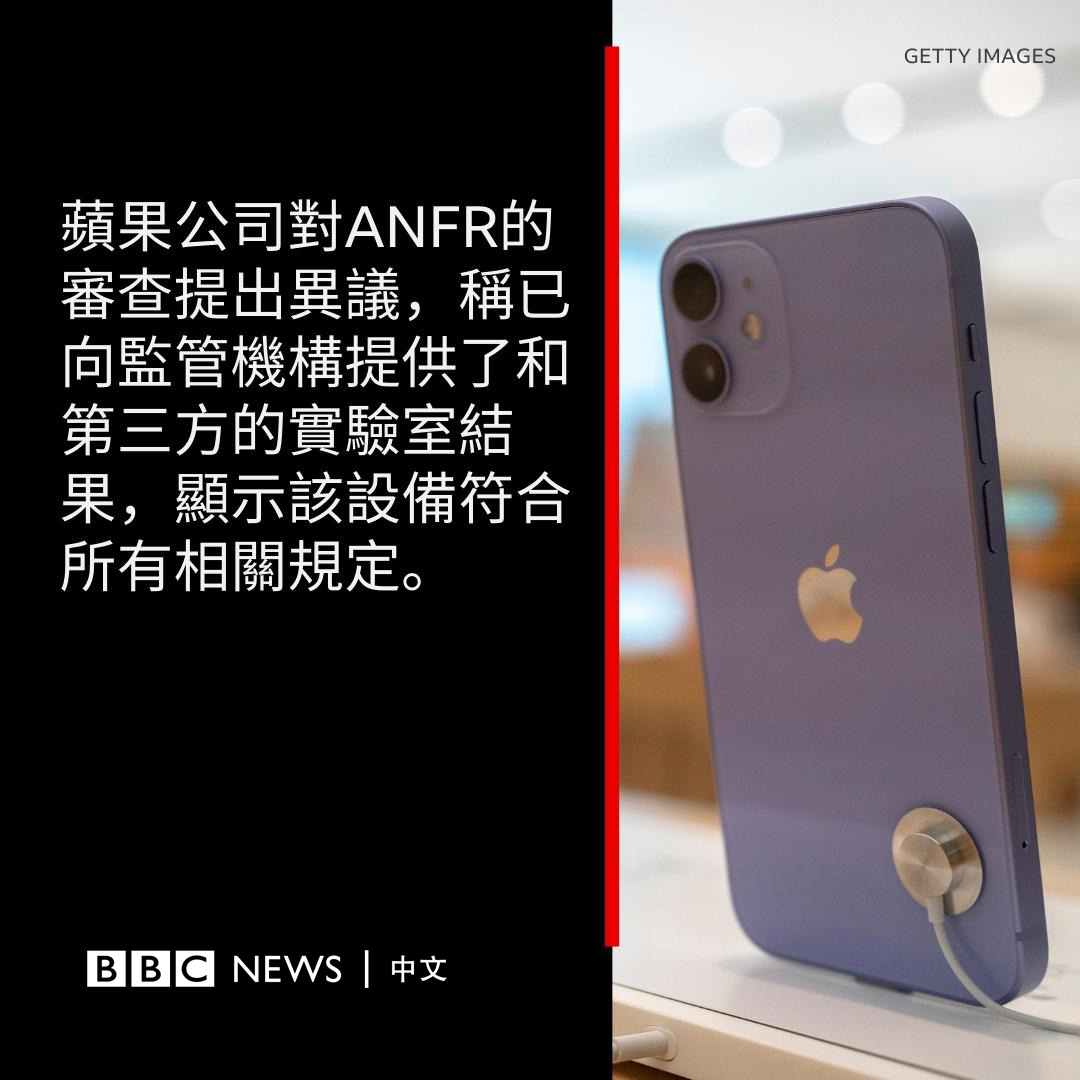 GETTY IMAGES
蘋果公司對ANFR的
審查提出異議，稱已
向監管機構提供了和
第三方的實驗室結
果，顯示該設備符合
所有相關規定。
BBC NEWS | 中文